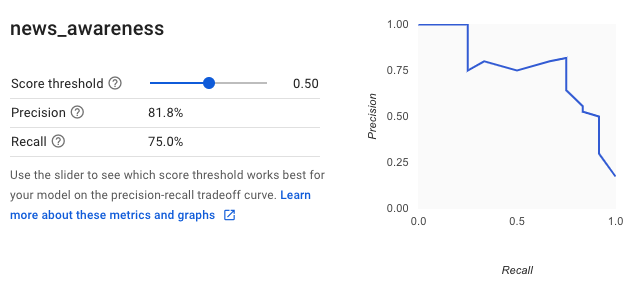 news_awareness
Score threshold 0.50
Precision 81.8%
Recall 75.0%
Use the slider to see which score threshold works best for
your model on the precision-recall tradeoff curve. Learn
more about these metrics and graphs
1.00
0.75
0.50
0.25
0.00
Precision
0.0 0.5 1.0
Recall